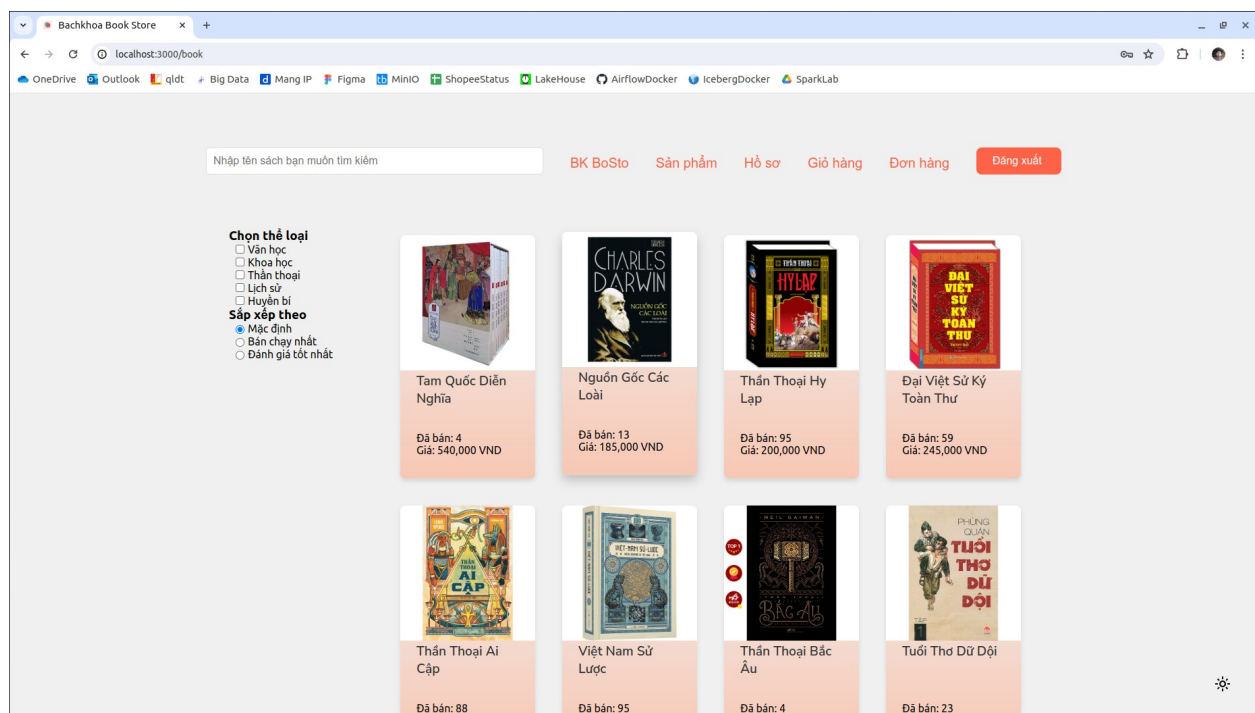 Bachkhoa Book Store
localhost:3000/book
OneDrive Outlook qldt Big Data Mang IP Figma MinIO ShopeeStatus LakeHouse AirflowDocker IcebergDocker SparkLab
Nhập tên sách bạn muốn tìm kiếm
BK BoSto Sản phẩm Hồ sơ Giỏ hàng Đơn hàng Đăng xuất
Chọn thể loại
Văn học
Khoa học
Thần thoại
Lịch sử
Huyền bí
Sắp xếp theo
Mặc định
Bán chạy nhất
Đánh giá tốt nhất
Tam Quốc Diễn
Nghĩa
Đã bán: 4
Giá: 540,000 VND
CHARLES
DARWIN
NGUỒN GỐC
CÁC LOÀI
Nguồn Gốc Các
Loài
Đã bán: 13
Giá: 185,000 VND
THẦN THOẠI
HY LẠP
Thần Thoại Hy
Lạp
Đã bán: 95
Giá: 200,000 VND
ĐẠI
VIỆT
SỬ
KÝ
TOÀN
THƯ
Đại Việt Sử Ký
Toàn Thư
Đã bán: 59
Giá: 245,000 VND
THẦN
THOẠI
AI
CẬP
Thần Thoại Ai
Cập
Đã bán: 88
VIỆT-NAM SỬ-LƯỢC
Việt Nam Sử
Lược
Đã bán: 95
NEIL GAIMAN
TOP 1
THẦN THOẠI
BẮC ÂU
Thần Thoại Bắc
Âu
Đã bán: 4
PHÙNG
QUÁN
TUỔI
THƠ
DỮ
DỘI
TẬP
1
Tuổi Thơ Dữ Dội
Đã bán: 23